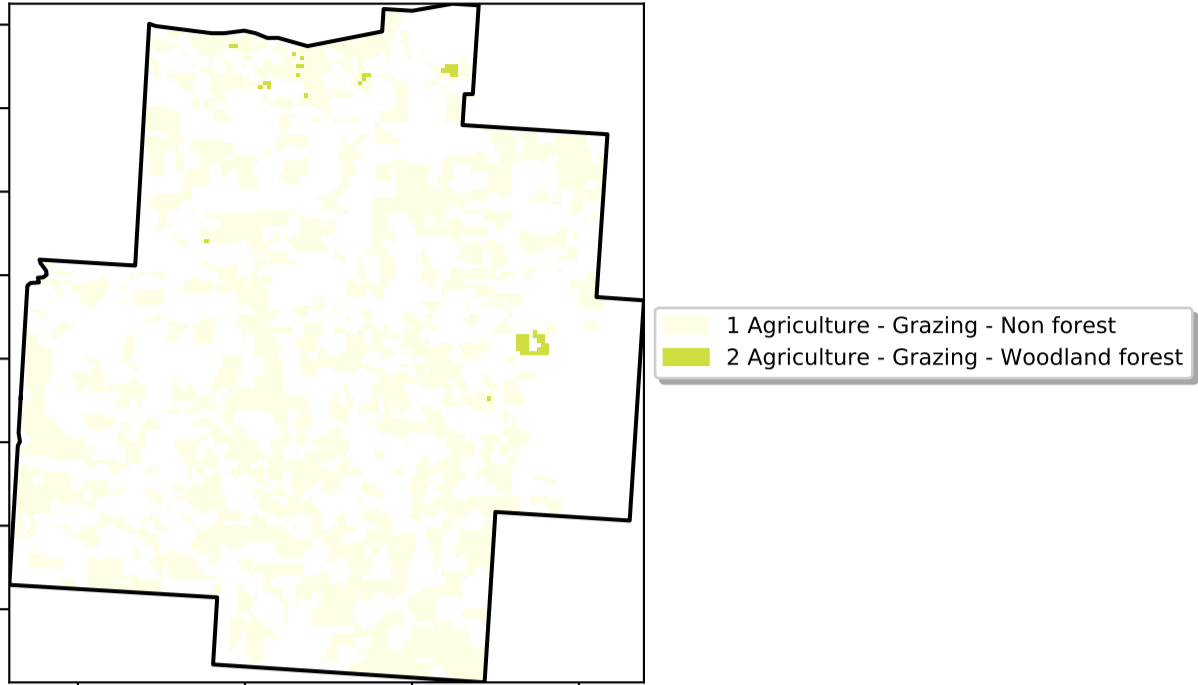 1 Agriculture - Grazing - Non forest
2 Agriculture - Grazing - Woodland forest